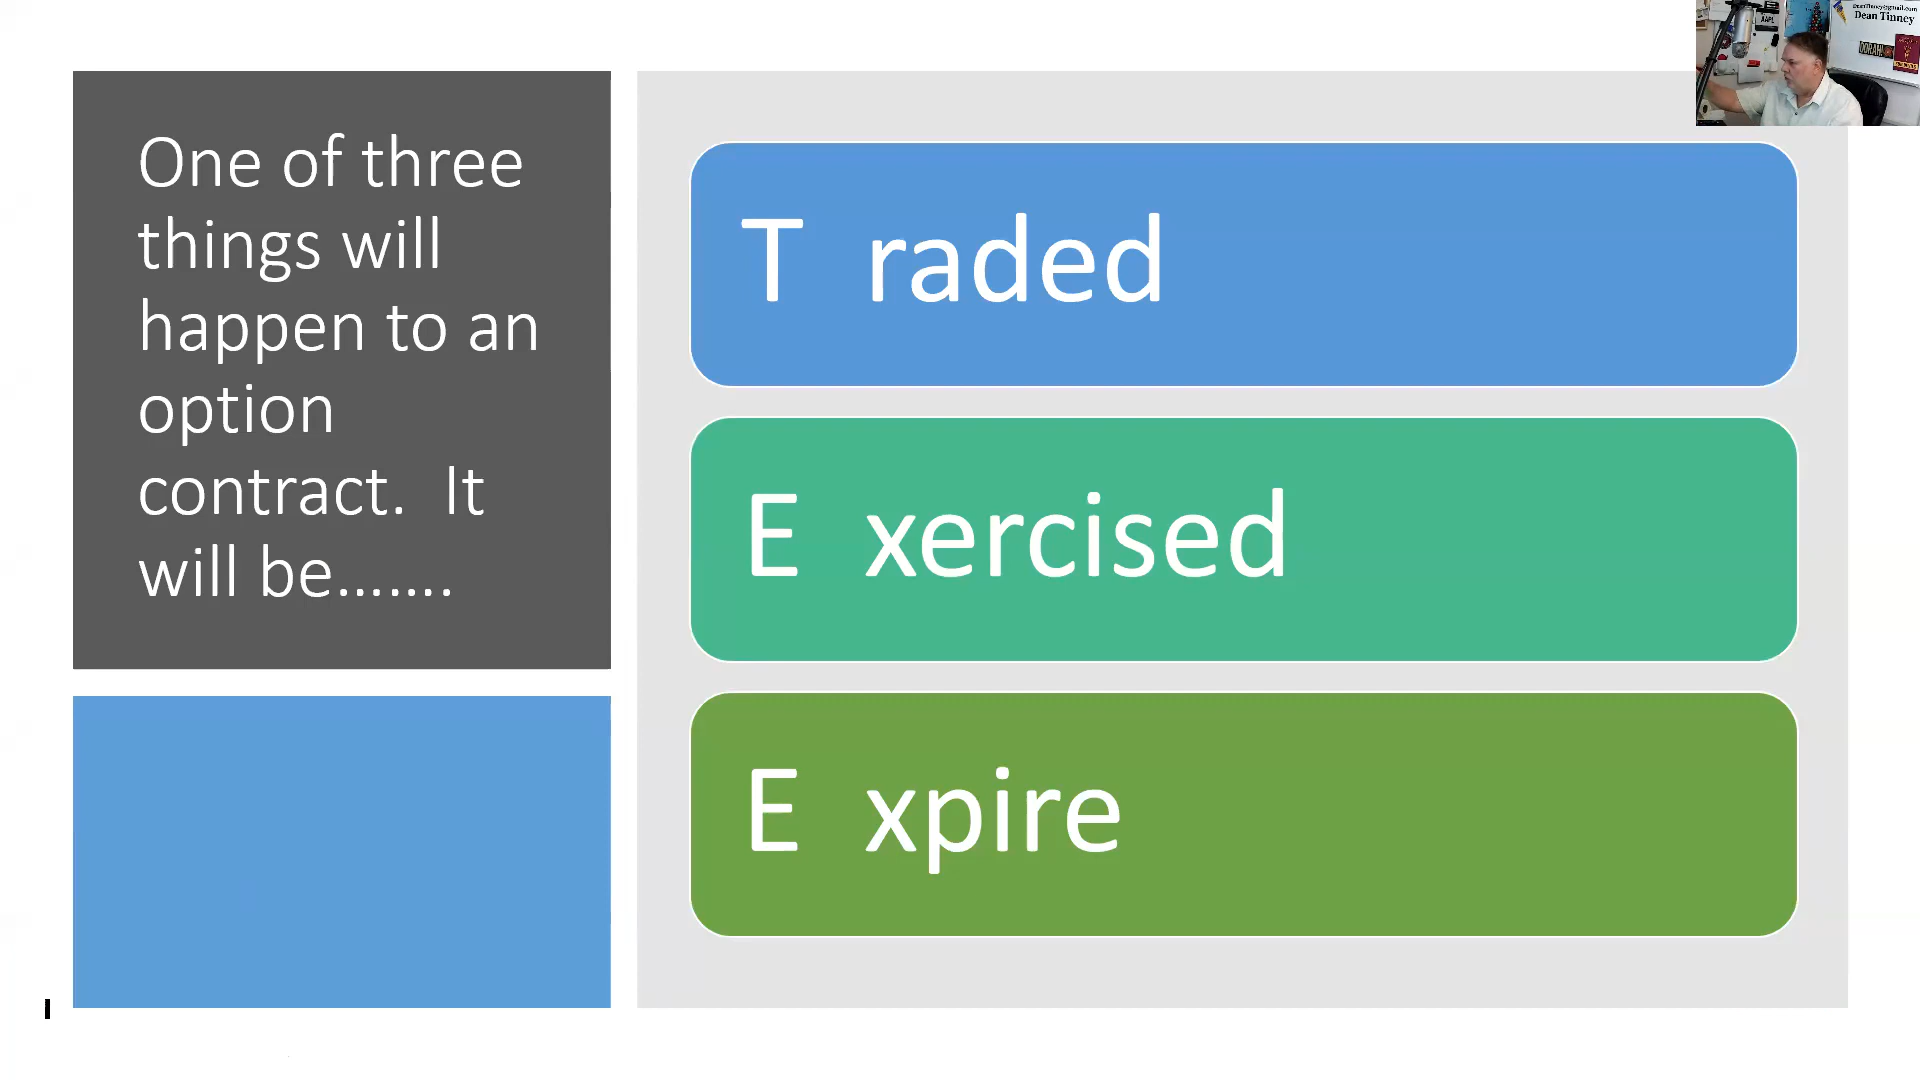 One of three
things will
happen to an
option
contract.  It
will be.......
T  raded
E  xercised
E  xpire
Dean Tinney